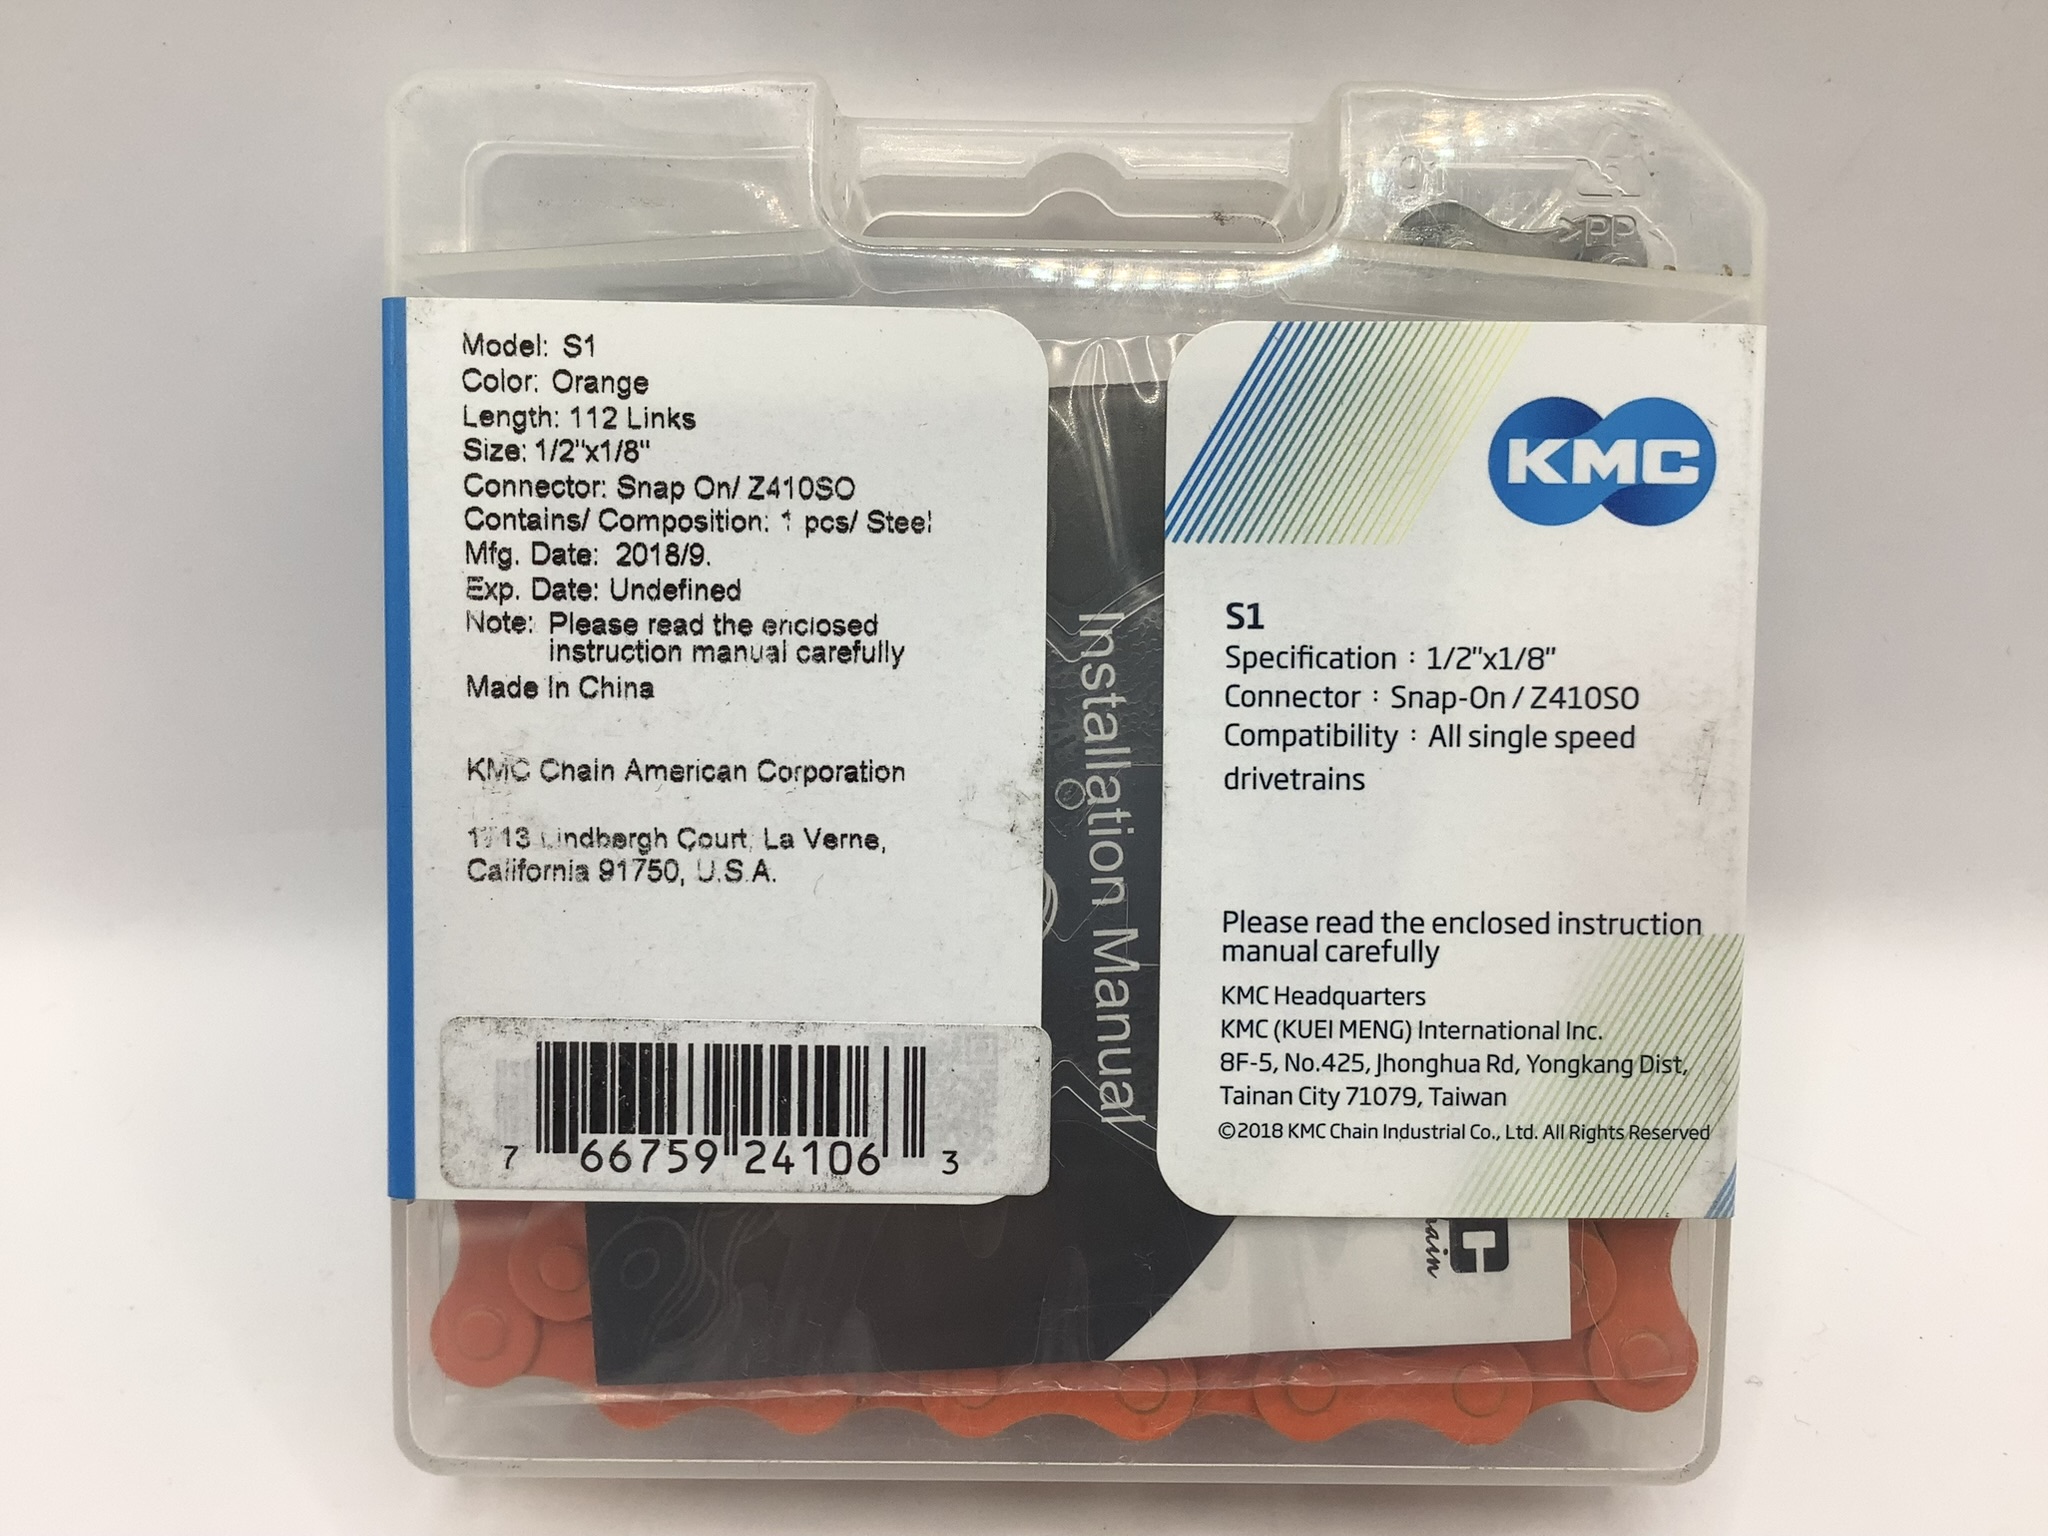 01
5
>PP<
Model: S1
Color: Orange
Length: 112 Links
Size: 1/2"x1/8"
Connector: Snap On/ Z410SO
Contains/ Composition: 1 pcs/ Steel
Mfg. Date: 2018/9.
Exp. Date: Undefined
Note: Please read the enclosed
instruction manual carefully
Made In China
KMC Chain American Corporation
Lindbergh Court, La Verne,
California 91750, U.S.A.
7 66759 24106 3
Installation Manual
KMC
S1
Specification : 1/2"x1/8"
Connector : Snap-On / Z410SO
Compatibility : All single speed
drivetrains
Please read the enclosed instruction
manual carefully
KMC Headquarters
KMC (KUEI MENG) International Inc.
8F-5, No.425, Jhonghua Rd, Yongkang Dist,
Tainan City 71079, Taiwan
©2018 KMC Chain Industrial Co., Ltd. All Rights Reserved